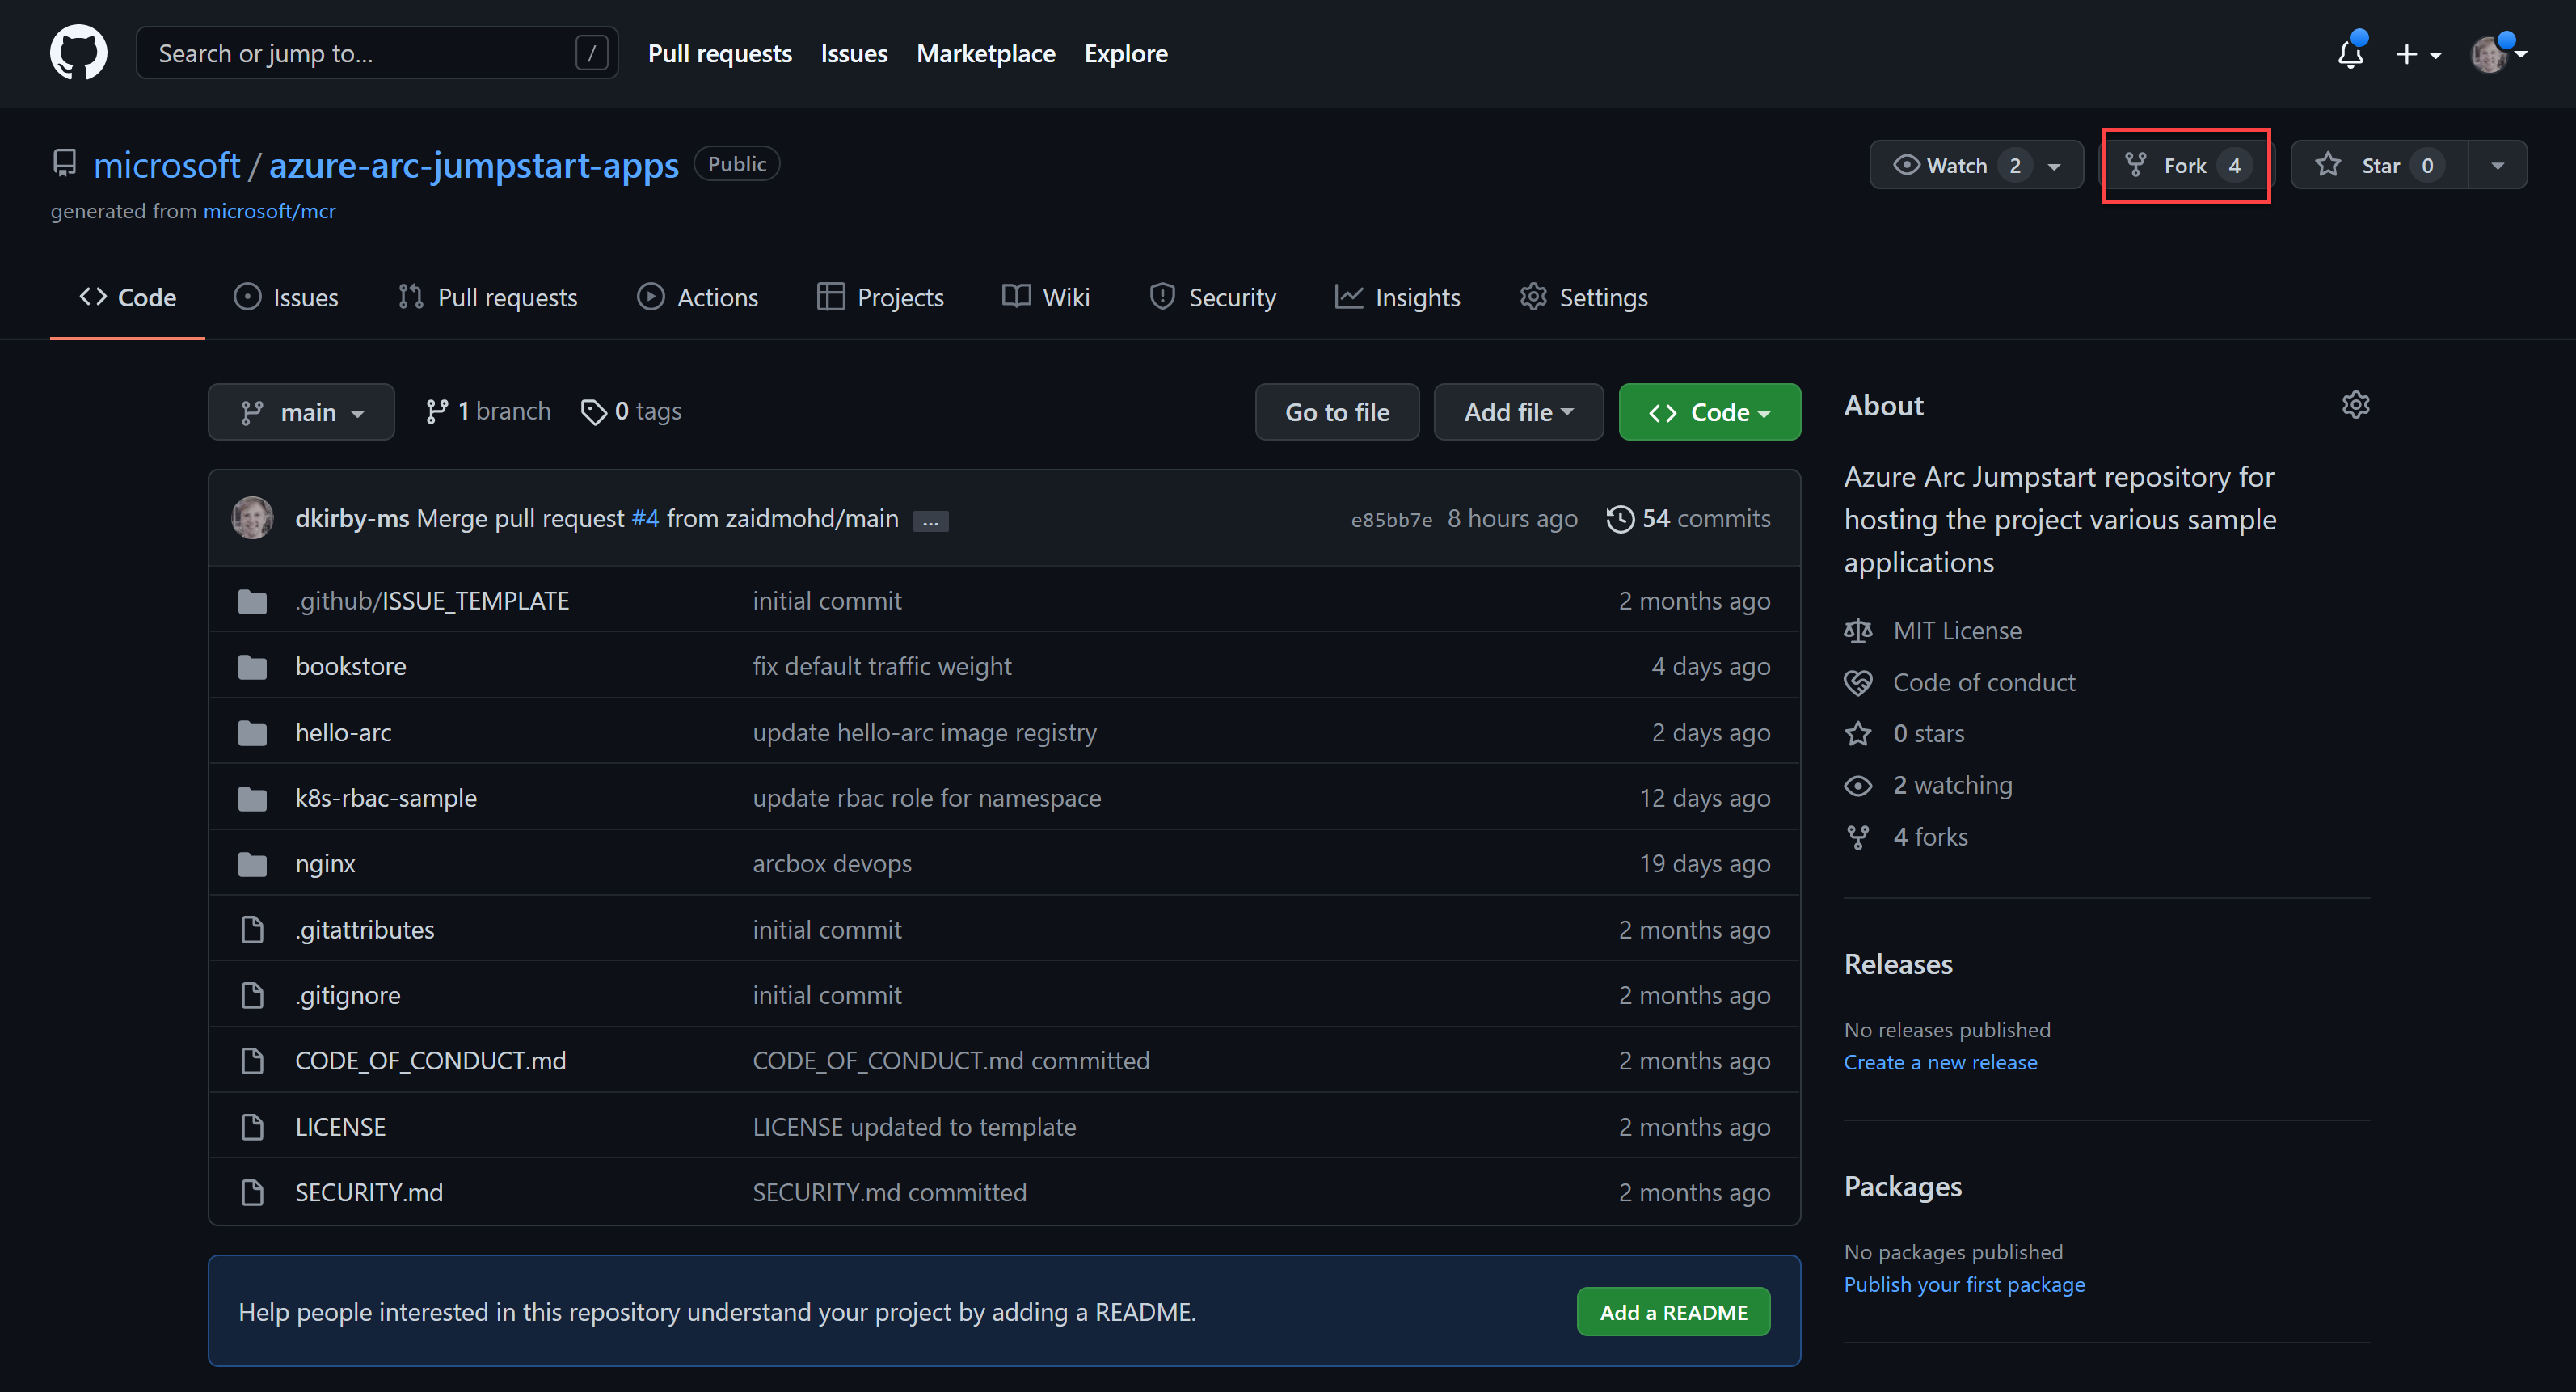 Search or jump to... / Pull requests Issues Marketplace Explore
microsoft / azure-arc-jumpstart-apps Public Watch 2 Fork 4 Star 0
generated from microsoft/mcr
Code Issues Pull requests Actions Projects Wiki Security Insights Settings
main 1 branch 0 tags Go to file Add file Code
dkirby-ms Merge pull request #4 from zaidmohd/main ... e85bb7e 8 hours ago 54 commits
.github/ISSUE_TEMPLATE initial commit 2 months ago
bookstore fix default traffic weight 4 days ago
hello-arc update hello-arc image registry 2 days ago
k8s-rbac-sample update rbac role for namespace 12 days ago
nginx arcbox devops 19 days ago
.gitattributes initial commit 2 months ago
.gitignore initial commit 2 months ago
CODE_OF_CONDUCT.md CODE_OF_CONDUCT.md committed 2 months ago
LICENSE LICENSE updated to template 2 months ago
SECURITY.md SECURITY.md committed 2 months ago
Help people interested in this repository understand your project by adding a README. Add a README
About
Azure Arc Jumpstart repository for
hosting the project various sample
applications
MIT License
Code of conduct
0 stars
2 watching
4 forks
Releases
No releases published
Create a new release
Packages
No packages published
Publish your first package